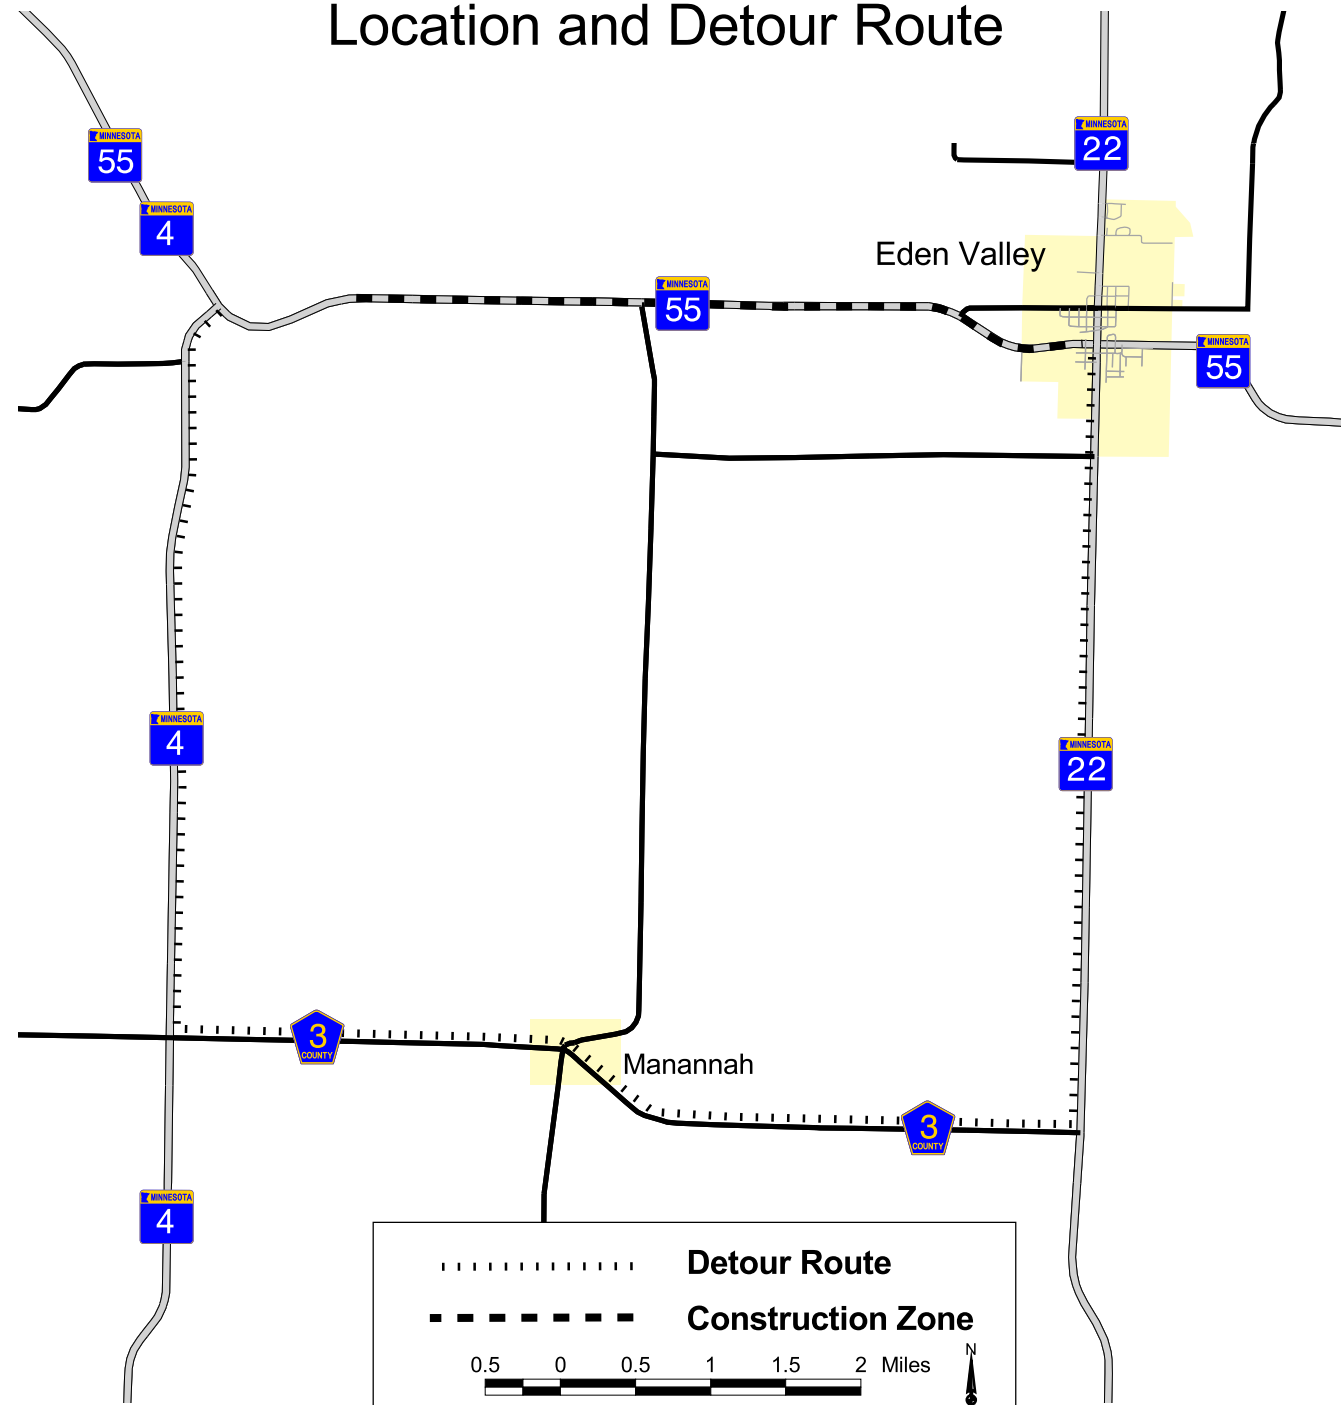 Location and Detour Route
MINNESOTA
22
MINNESOTA
55
MINNESOTA
4
Eden Valley
MINNESOTA
55
MINNESOTA
55
MINNESOTA
4
MINNESOTA
22
3
COUNTY
Manannah
3
COUNTY
MINNESOTA
4
Detour Route
Construction Zone
N
0.5 0 0.5 1 1.5 2 Miles